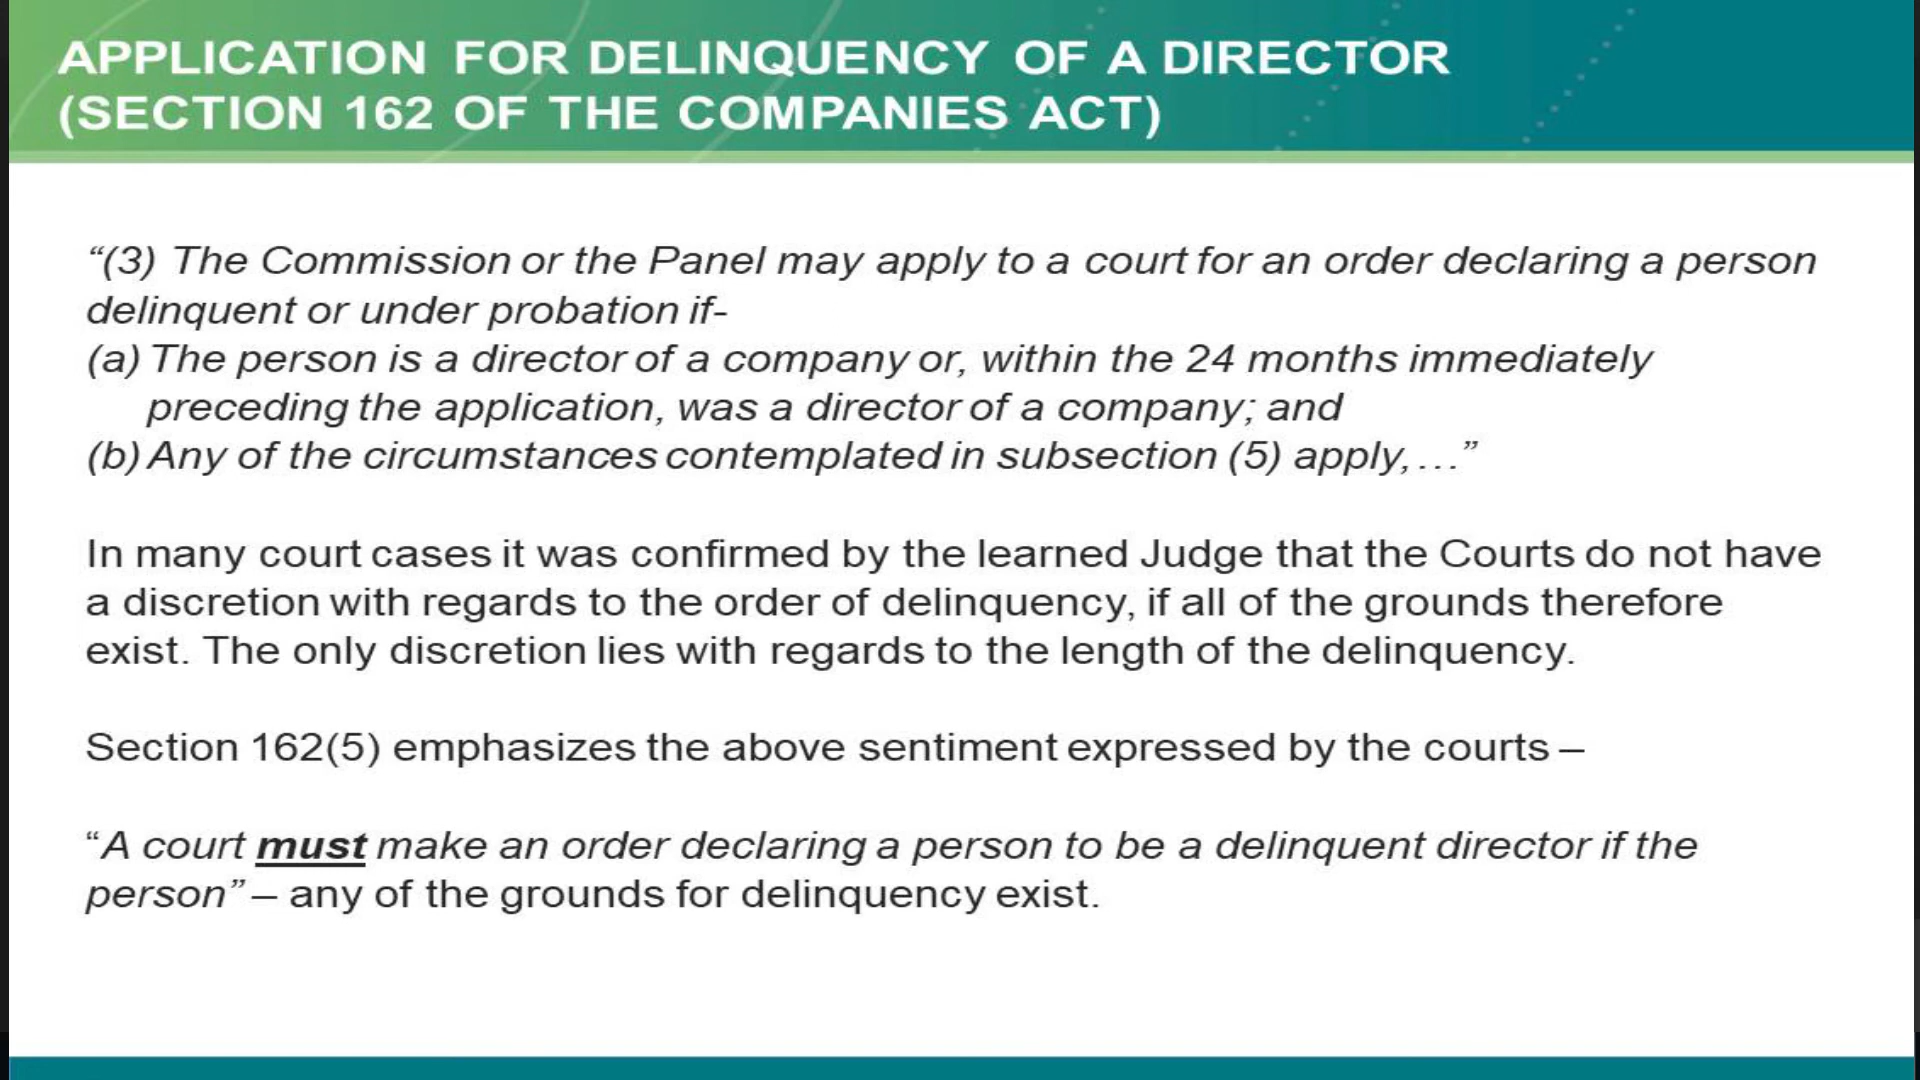 APPLICATION FOR DELINQUENCY OF A DIRECTOR
(SECTION 162 OF THE COMPANIES ACT)
“(3) The Commission or the Panel may apply to a court for an order declaring a person
delinquent or under probation if-
(a) The person is a director of a company or, within the 24 months immediately
preceding the application, was a director of a company; and
(b) Any of the circumstances contemplated in subsection (5) apply,…”
In many court cases it was confirmed by the learned Judge that the Courts do not have
a discretion with regards to the order of delinquency, if all of the grounds therefore
exist. The only discretion lies with regards to the length of the delinquency.
Section 162(5) emphasizes the above sentiment expressed by the courts –
“A court must make an order declaring a person to be a delinquent director if the
person” – any of the grounds for delinquency exist.